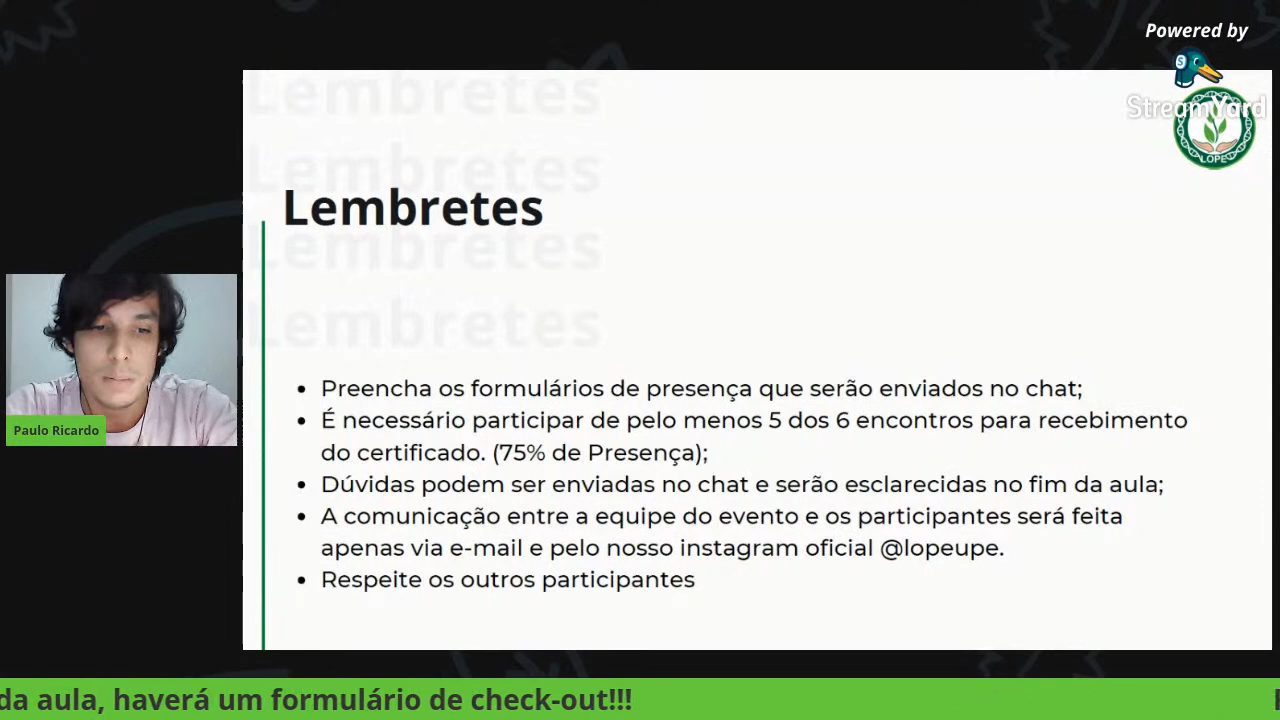 Powered by
StreamYard
LOPE
Lembretes
Lembretes
Lembretes
Lembretes
Lembretes
• Preencha os formulários de presença que serão enviados no chat;
• É necessário participar de pelo menos 5 dos 6 encontros para recebimento
do certificado. (75% de Presença);
• Dúvidas podem ser enviadas no chat e serão esclarecidas no fim da aula;
• A comunicação entre a equipe do evento e os participantes será feita
apenas via e-mail e pelo nosso instagram oficial @lopeupe.
• Respeite os outros participantes
Paulo Ricardo
da aula, haverá um formulário de check-out!!!